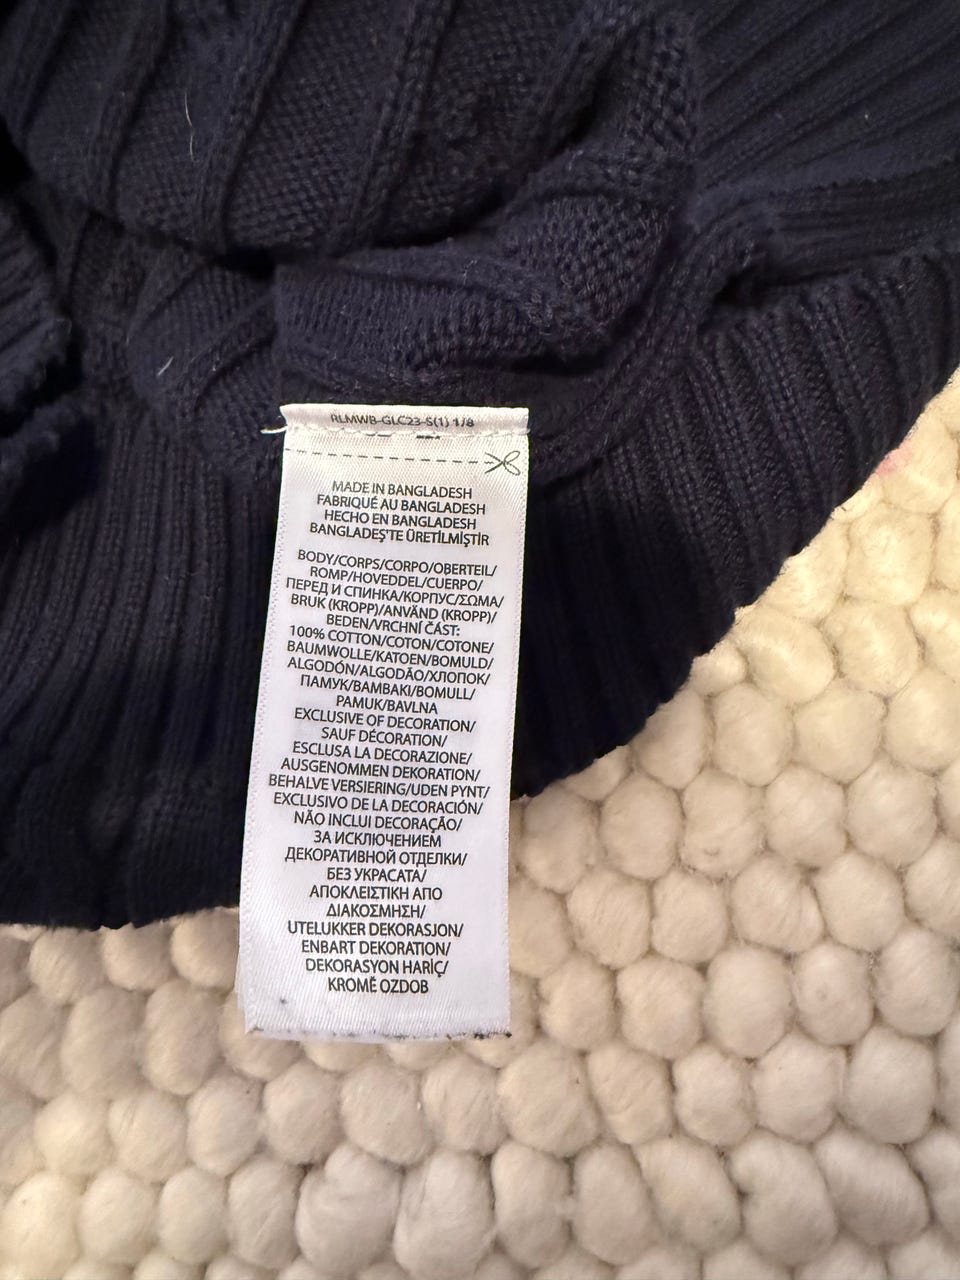 RLMWB-GLC23-S(1) 1/8
MADE IN BANGLADESH
FABRIQUÉ AU BANGLADESH
HECHO EN BANGLADESH
BANGLADEŞ'TE ÜRETİLMİŞTİR
BODY/CORPS/CORPO/OBERTEIL/
ROMP/HOVEDDEL/CUERPO/
ПЕРЕД И СПИНКА/КОРПУС/ΣΩΜΑ/
BRUK (KROPP)/ANVÄND (KROPP)/
BEDEN/VRCHNÍ ČÁST:
100% COTTON/COTON/COTONE/
BAUMWOLLE/KATOEN/BOMULD/
ALGODÓN/ALGODÃO/ХЛОПОК/
ПАМУК/ΒΑΜΒΑΚΙ/BOMULL/
PAMUK/BAVLNA
EXCLUSIVE OF DECORATION/
SAUF DÉCORATION/
ESCLUSA LA DECORAZIONE/
AUSGENOMMEN DEKORATION/
BEHALVE VERSIERING/UDEN PYNT/
EXCLUSIVO DE LA DECORACIÓN/
NÃO INCLUI DECORAÇÃO/
ЗА ИСКЛЮЧЕНИЕМ
ДЕКОРАТИВНОЙ ОТДЕЛКИ/
БЕЗ УКРАСАТА/
ΑΠΟΚΛΕΙΣΤΙΚΗ ΑΠΟ
ΔΙΑΚΟΣΜΗΣΗ/
UTELUKKER DEKORASJON/
ENBART DEKORATION/
DEKORASYON HARİÇ/
KROMĚ OZDOB